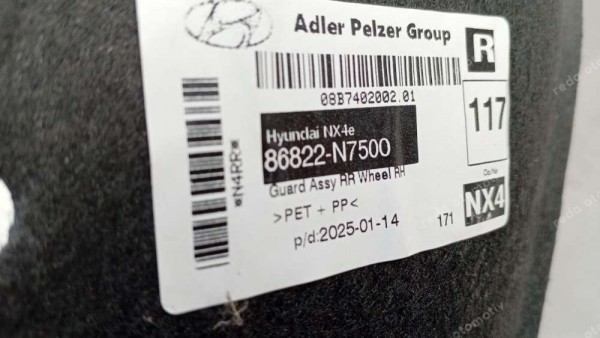 Adler Pelzer Group
R
08B7402002.01
117
Hyundai NX4e
86822-N7500
Guard Assy RR Wheel RH
>PET + PP<
NX4
p/d:2025-01-14
171
*N4RR*